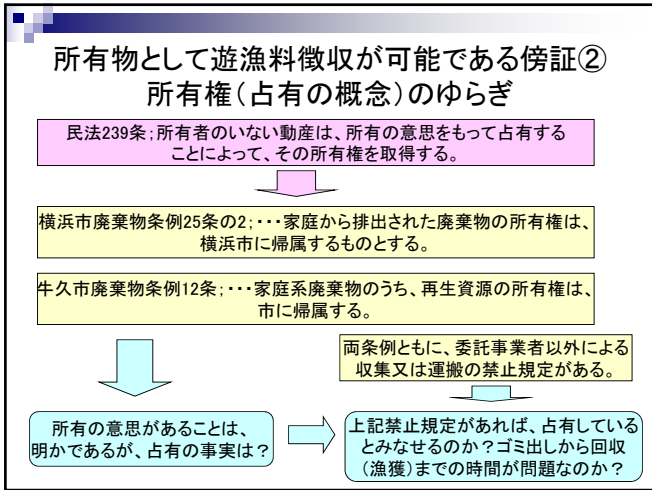 所有物として遊漁料徴収が可能である傍証②
所有権(占有の概念)のゆらぎ
民法239条;所有者のいない動産は、所有の意思をもって占有する
ことによって、その所有権を取得する。
横浜市廃棄物条例25条の2;・・・家庭から排出された廃棄物の所有権は、
横浜市に帰属するものとする。
牛久市廃棄物条例12条;・・・家庭系廃棄物のうち、再生資源の所有権は、
市に帰属する。
両条例ともに、委託事業者以外による
収集又は運搬の禁止規定がある。
所有の意思があることは、
明かであるが、占有の事実は?
上記禁止規定があれば、占有している
とみなせるのか?ゴミ出しから回収
(漁獲)までの時間が問題なのか?